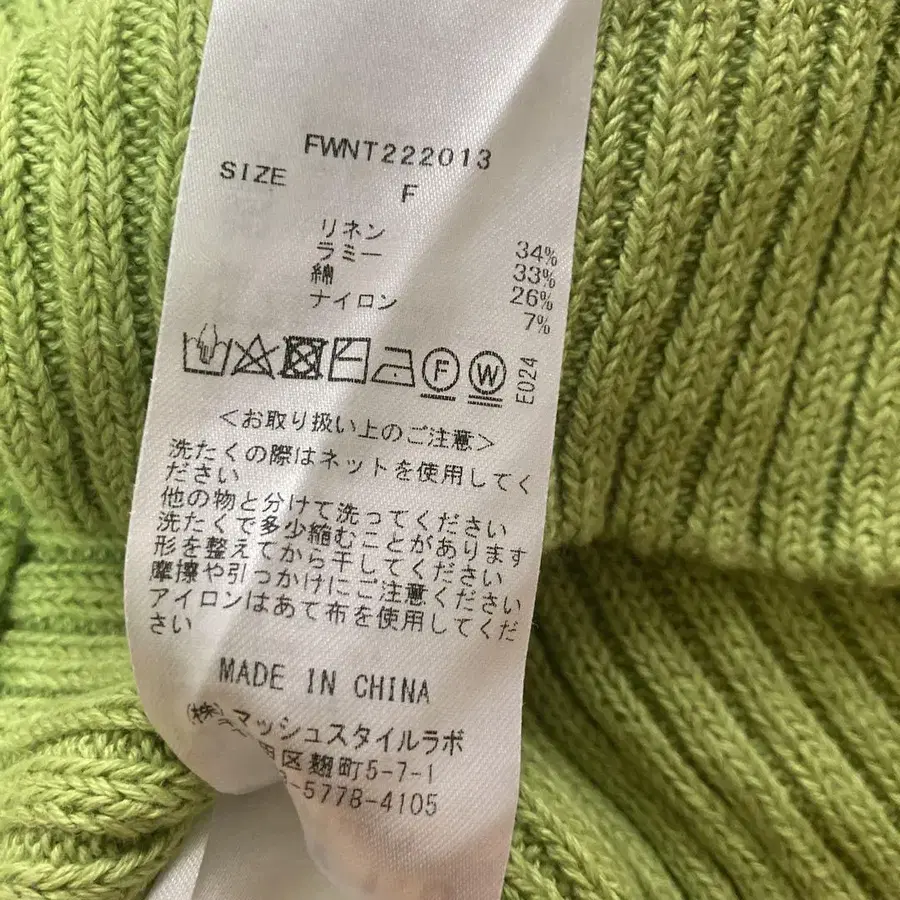 FWNT222013
SIZE F
リネン 34%
ラミー 33%
綿 26%
ナイロン 7%
F W E024
<お取り扱い上のご注意>
洗たくの際はネットを使用してく
ださい
他の物と分けて洗ってください
洗たくで多少縮むことがあります
形を整えてから干してください
摩擦や引っかけにご注意ください
アイロンはあて布を使用してくだ
さい
MADE IN CHINA
(株)マッシュスタイルラボ
区麹町5-7-1
-5778-4105